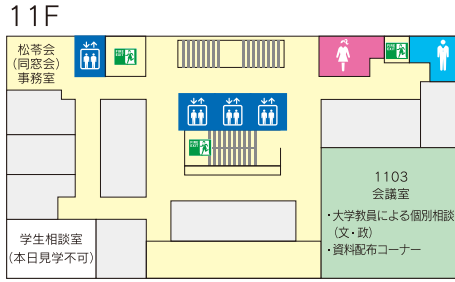 11F
松苓会
(同窓会)
事務室
1103
会議室
・大学教員による個別相談
(文・政)
・資料配布コーナー
学生相談室
(本日見学不可)